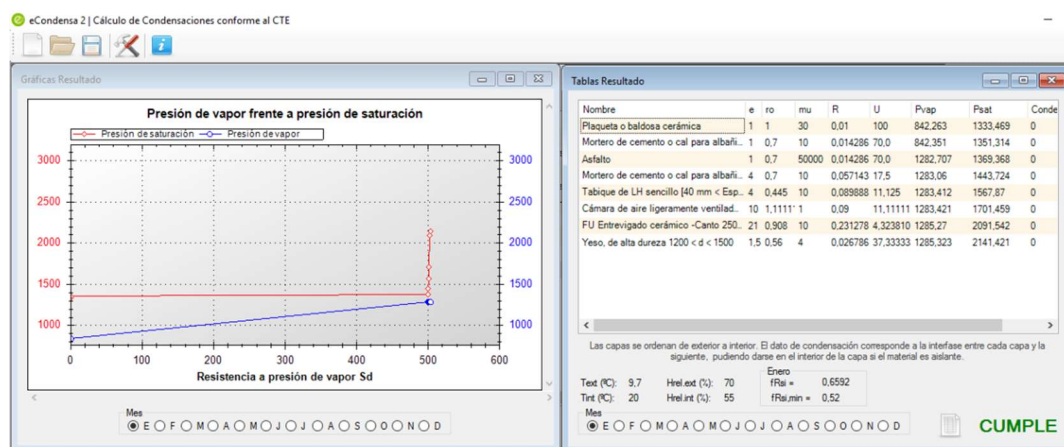 eCondensa 2 | Cálculo de Condensaciones conforme al CTE
Gráficas Resultado
Presión de vapor frente a presión de saturación
Presión de saturación Presión de vapor
3000 3000
2500 2500
2000 2000
1500 1500
1000 1000
0 100 200 300 400 500 600
Resistencia a presión de vapor Sd
Mes
E F M A M J J A S O N D
Tablas Resultado
Nombre e ro mu R U Pvap Psat Conde
Plaqueta o baldosa cerámica 1 1 30 0,01 100 842,263 1333,469 0
Mortero de cemento o cal para albañi... 1 0,7 10 0,014286 70,0 842,351 1351,314 0
Asfalto 1 0,7 50000 0,014286 70,0 1282,707 1369,368 0
Mortero de cemento o cal para albañi... 4 0,7 10 0,057143 17,5 1283,06 1443,724 0
Tabique de LH sencillo [40 mm < Esp... 4 0,445 10 0,089888 11,125 1283,412 1567,87 0
Cámara de aire ligeramente ventilad... 10 1,1111 1 0,09 11,11111 1283,421 1701,459 0
FU Entrevigado cerámico -Canto 250... 21 0,908 10 0,231278 4,323810 1285,27 2091,542 0
Yeso, de alta dureza 1200 < d < 1500 1,5 0,56 4 0,026786 37,33333 1285,323 2141,421 0
Las capas se ordenan de exterior a interior. El dato de condensación corresponde a la interfase entre cada capa y la
siguiente, pudiendo darse en el interior de la capa si el material es aislante.
Enero
Text (ºC): 9,7 Hrel.ext (%): 70 fRsi = 0,6592
Tint (ºC): 20 Hrel.int (%): 55 fRsi,min = 0,52
Mes
E F M A M J J A S O N D
CUMPLE